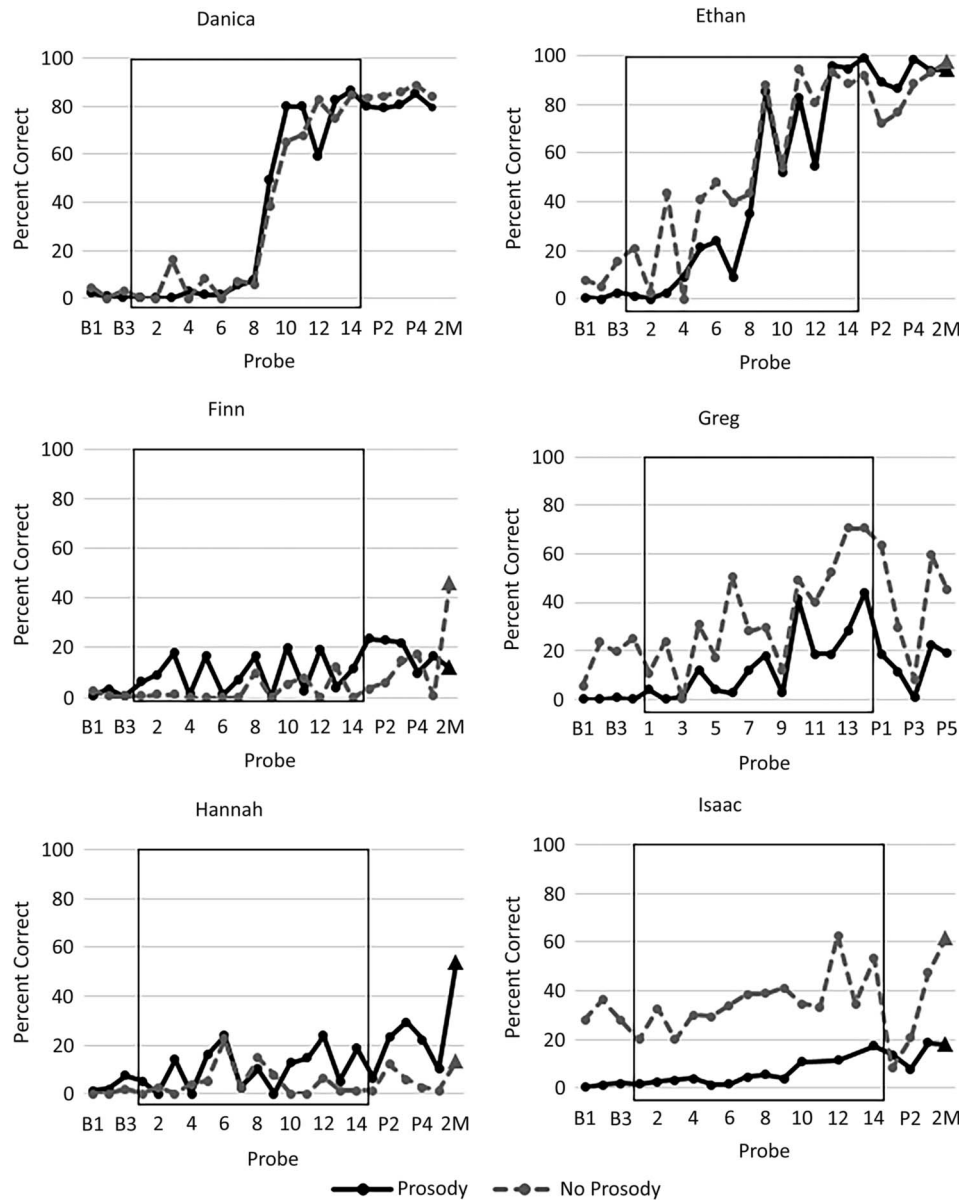 Danica
Percent Correct
100
80
60
40
20
0
B1 B3 2 4 6 8 10 12 14 P2 P4 2M
Probe
Ethan
Percent Correct
100
80
60
40
20
0
B1 B3 2 4 6 8 10 12 14 P2 P4 2M
Probe
Finn
Percent Correct
100
80
60
40
20
0
B1 B3 2 4 6 8 10 12 14 P2 P4 2M
Probe
Greg
Percent Correct
100
80
60
40
20
0
B1 B3 1 3 5 7 9 11 13 P1 P3 P5
Probe
Hannah
Percent Correct
100
80
60
40
20
0
B1 B3 2 4 6 8 10 12 14 P2 P4 2M
Probe
Isaac
Percent Correct
100
80
60
40
20
0
B1 B3 2 4 6 8 10 12 14 P2 2M
Probe
Prosody No Prosody